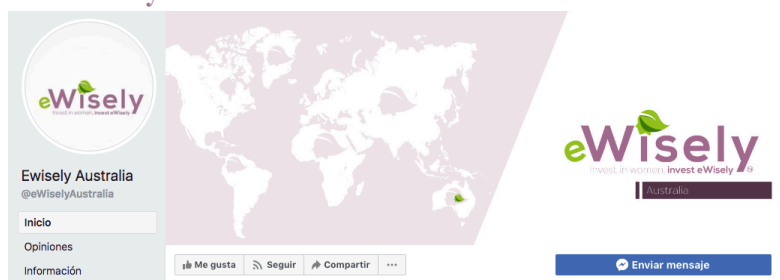 y
eWisely
Invest in women, invest eWisely
Ewisely Australia
@eWiselyAustralia
Inicio
Opiniones
Información
eWisely
Invest in women, invest eWisely ®
Australia
Me gusta
Seguir
Compartir
Enviar mensaje